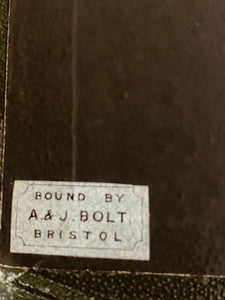 BOUND BY
A. & J. BOLT
BRISTOL